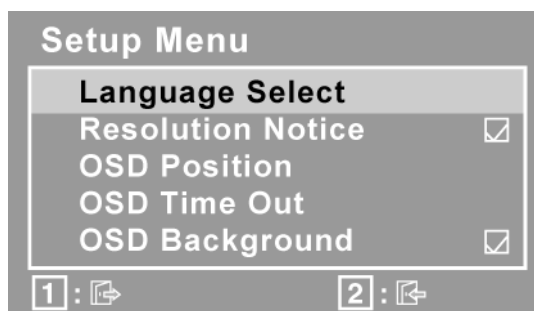 Setup Menu
Language Select
Resolution Notice
OSD Position
OSD Time Out
OSD Background
1 : 2 :